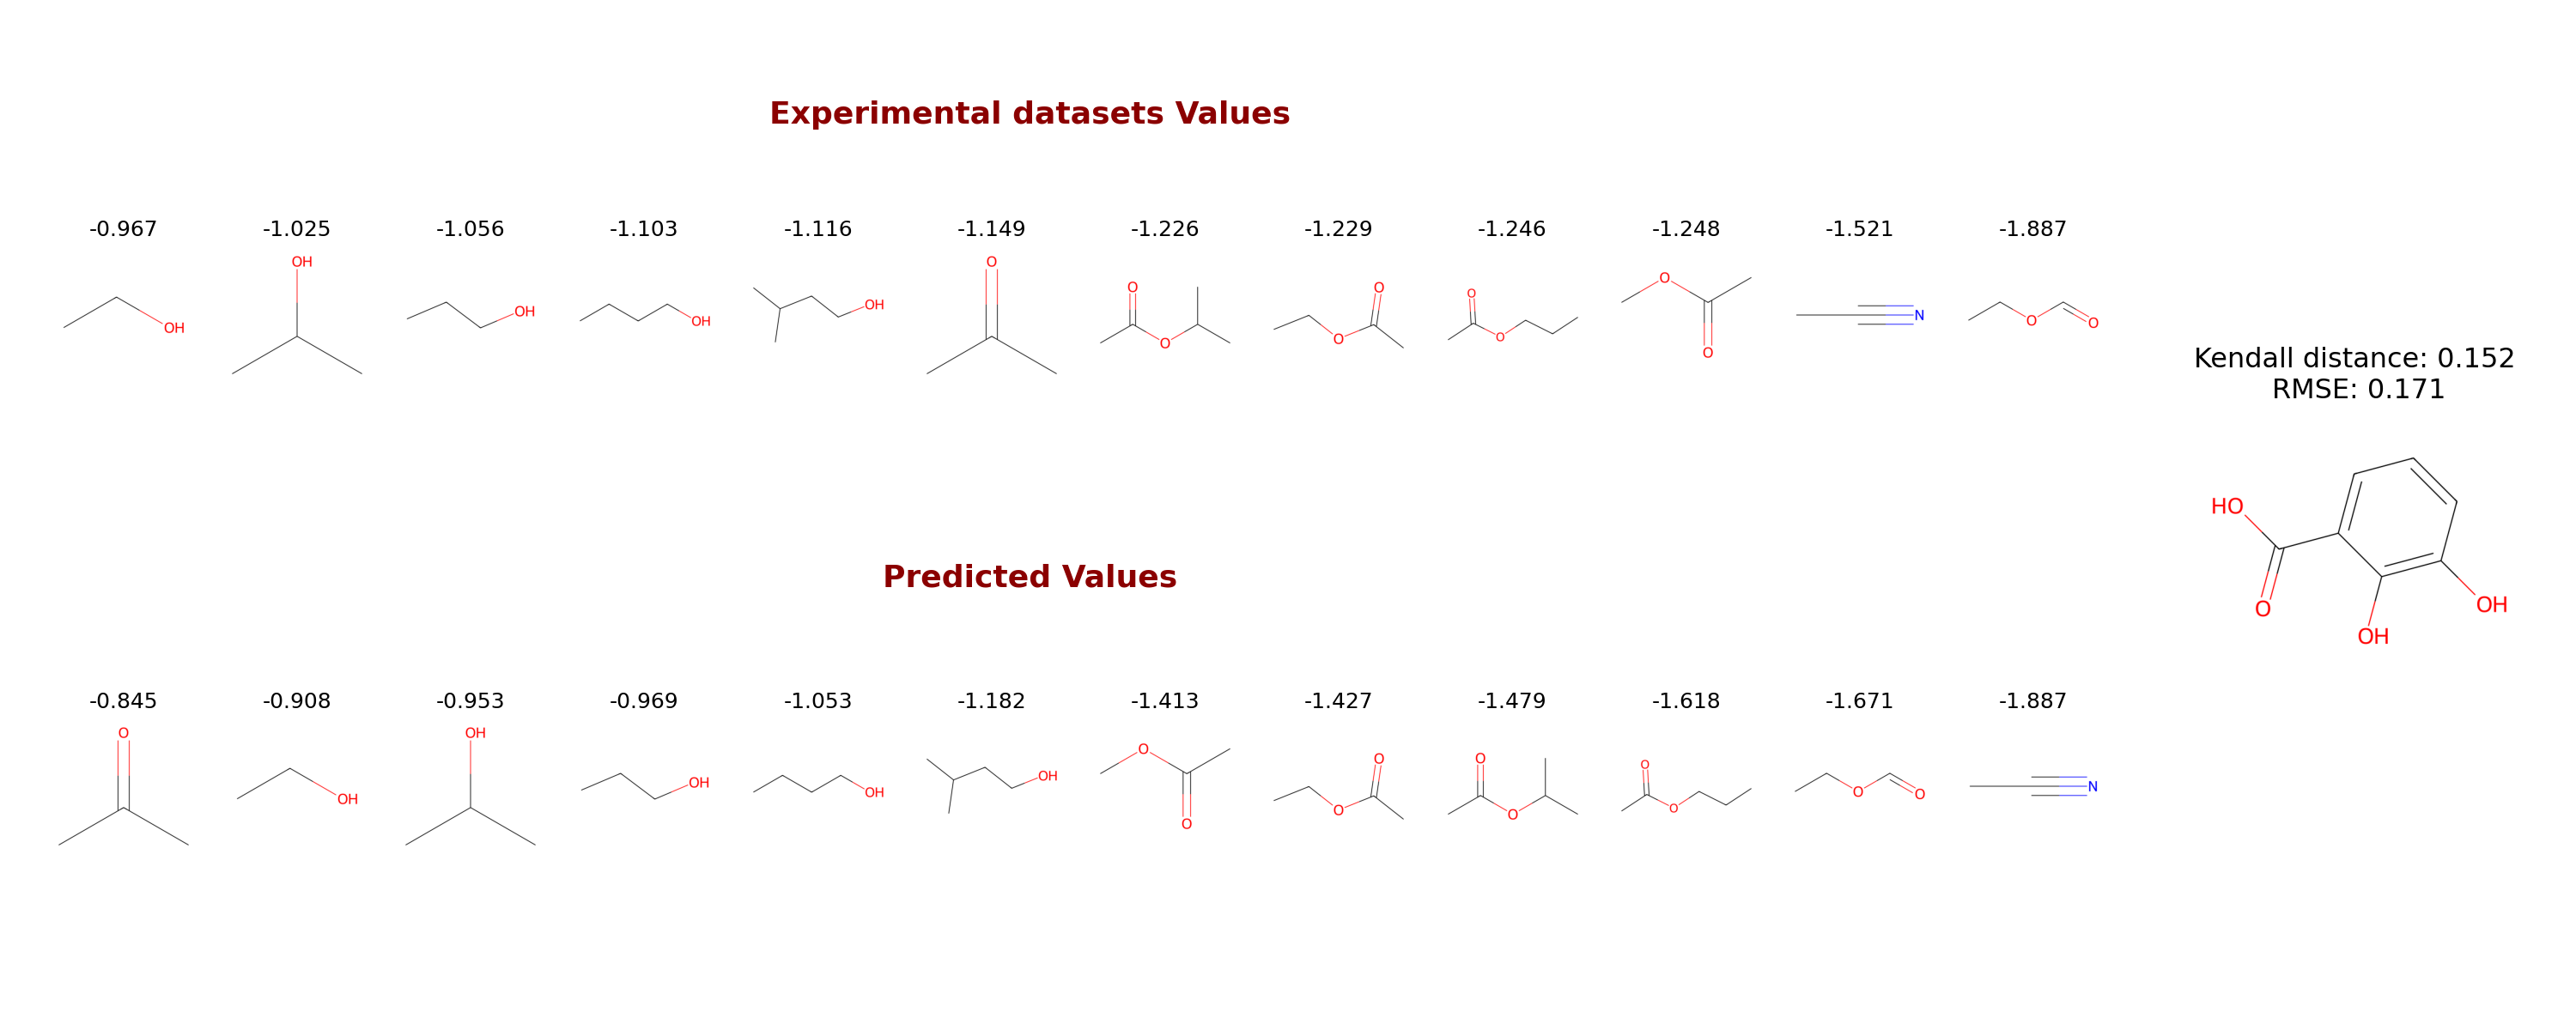 Experimental datasets Values
-0.967 -1.025 -1.056 -1.103 -1.116 -1.149 -1.226 -1.229 -1.246 -1.248 -1.521 -1.887
OH OH OH OH OH O O O O O O O O O N O O
Kendall distance: 0.152
RMSE: 0.171
HO O OH OH
Predicted Values
-0.845 -0.908 -0.953 -0.969 -1.053 -1.182 -1.413 -1.427 -1.479 -1.618 -1.671 -1.887
O OH OH OH OH OH O O O O O O O O O O N